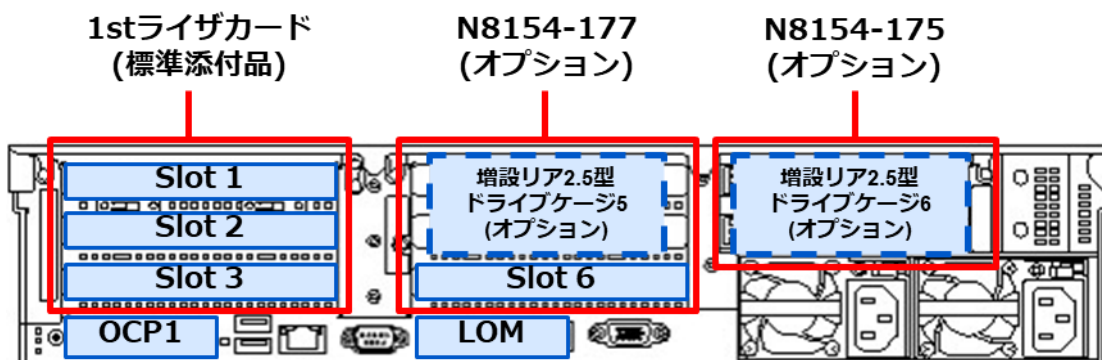 1stライザカード
(標準添付品)
N8154-177
(オプション)
N8154-175
(オプション)
Slot 1
Slot 2
Slot 3
増設リア2.5型
ドライブケージ5
(オプション)
Slot 6
増設リア2.5型
ドライブケージ6
(オプション)
OCP1
LOM